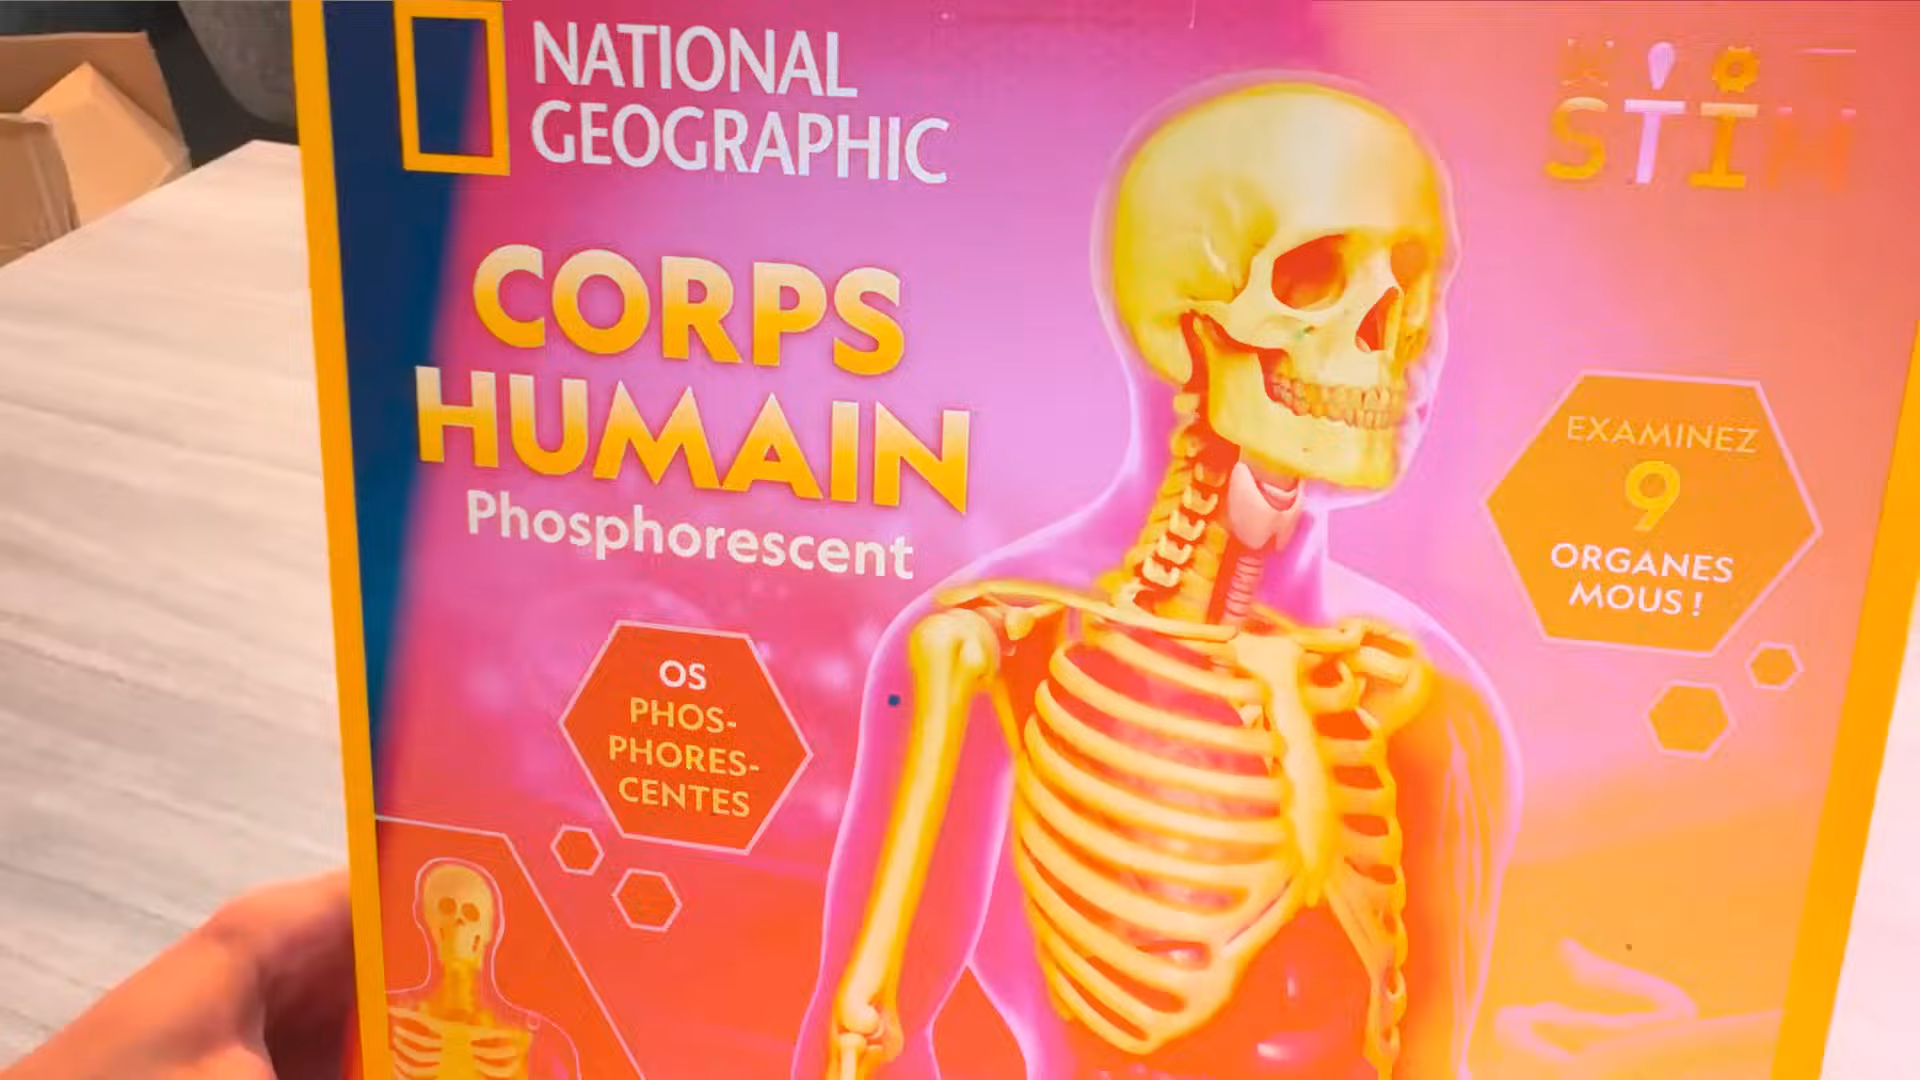 NATIONAL
GEOGRAPHIC
STIM
CORPS
HUMAIN
Phosphorescent
EXAMINEZ
9
ORGANES
MOUS !
OS
PHOS-
PHORES-
CENTES